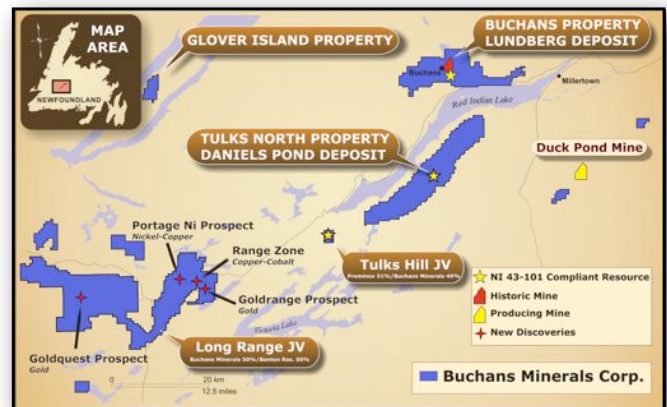 MAP
AREA
NEWFOUNDLAND
GLOVER ISLAND PROPERTY
BUCHANS PROPERTY
LUNDBERG DEPOSIT
Buchans
Millertown
Red Indian Lake
TULKS NORTH PROPERTY
DANIELS POND DEPOSIT
Duck Pond Mine
Portage Ni Prospect
Nickel-Copper
Range Zone
Copper-Cobalt
Goldrange Prospect
Gold
Tulks Hill JV
Prominex 51%/Buchans Minerals 49%
Victoria Lake
Goldquest Prospect
Gold
Long Range JV
Buchans Minerals 50%/Benton Res. 50%
20 km
12.5 miles
NI 43-101 Compliant Resource
Historic Mine
Producing Mine
New Discoveries
Buchans Minerals Corp.